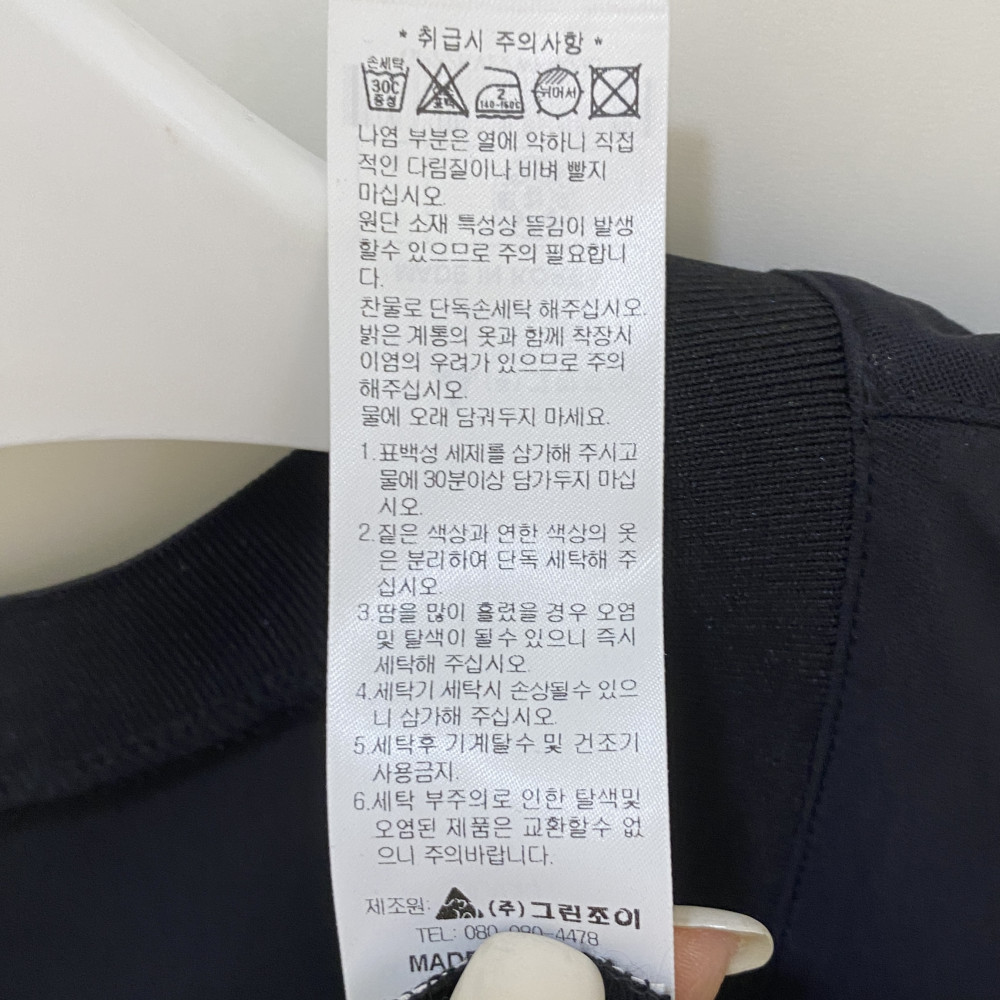 * 취급시 주의사항 *
손세탁
30℃
중성
염소
표백
2
140~160℃
뉘어서
나염 부분은 열에 약하니 직접
적인 다림질이나 비벼 빨지
마십시오.
원단 소재 특성상 뜯김이 발생
할수 있으므로 주의 필요합니
다.
찬물로 단독손세탁 해주십시오.
밝은 계통의 옷과 함께 착장시
이염의 우려가 있으므로 주의
해주십시오.
물에 오래 담궈두지 마세요.
1.표백성 세제를 삼가해 주시고
물에 30분이상 담가두지 마십
시오.
2.짙은 색상과 연한 색상의 옷
은 분리하여 단독 세탁해 주
십시오.
3.땀을 많이 흘렸을 경우 오염
및 탈색이 될수 있으니 즉시
세탁해 주십시오.
4.세탁기 세탁시 손상될수 있으
니 삼가해 주십시오.
5.세탁후 기계탈수 및 건조기
사용금지.
6.세탁 부주의로 인한 탈색및
오염된 제품은 교환할수 없
으니 주의바랍니다.
제조원: (주)그린조이
TEL: 080 4478